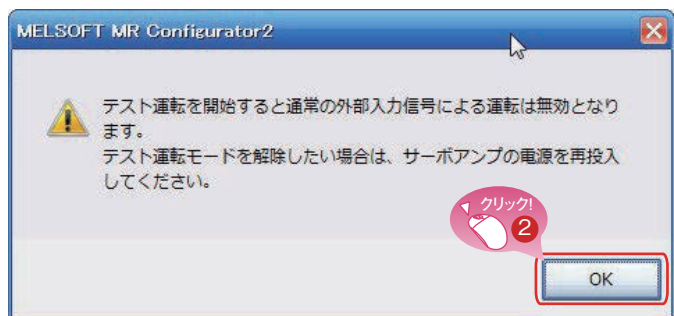 MELSOFT MR Configurator2
テスト運転を開始すると通常の外部入力信号による運転は無効となり
ます。
テスト運転モードを解除したい場合は、サーボアンプの電源を再投入
してください。
クリック!
2
OK